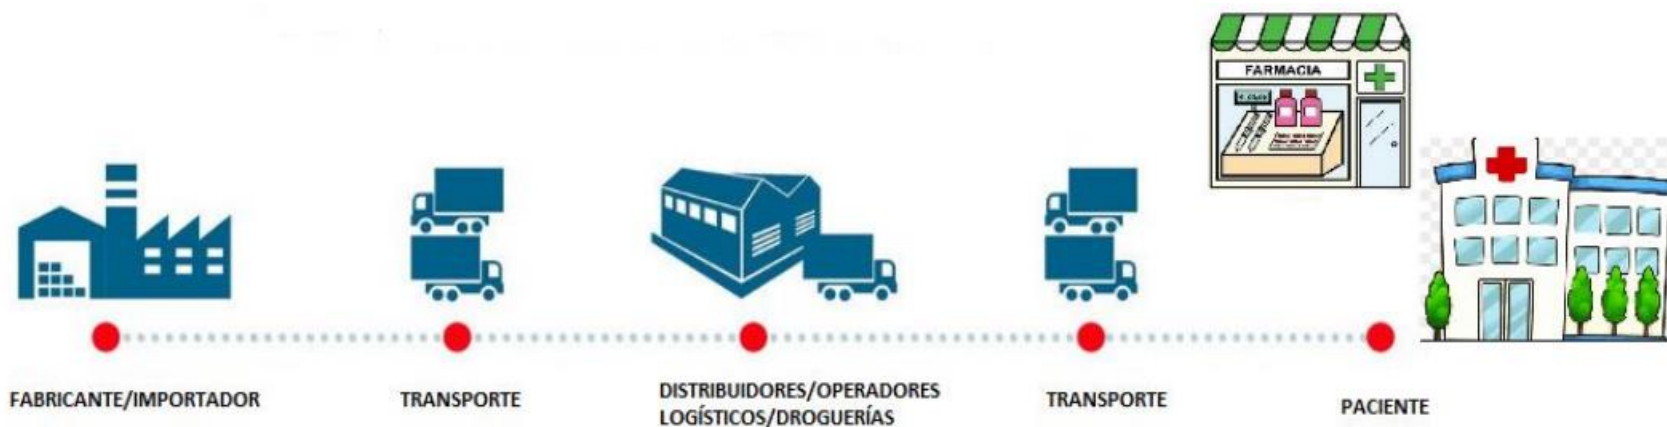 FARMACIA
FABRICANTE/IMPORTADOR
TRANSPORTE
DISTRIBUIDORES/OPERADORES
LOGÍSTICOS/DROGUERÍAS
TRANSPORTE
PACIENTE